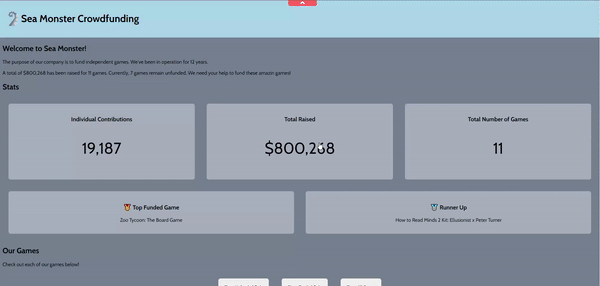 Sea Monster Crowdfunding
Welcome to Sea Monster!
The purpose of our company is to fund independent games. We've been in operation for 12 years.
A total of $800,268 has been raised for 11 games. Currently, 7 games remain unfunded. We need your help to fund these amazin games!
Stats
Individual Contributions
19,187
Total Raised
$800,268
Total Number of Games
11
Top Funded Game
Zoo Tycoon: The Board Game
Runner Up
How to Read Minds 2 Kit: Ellusionist x Peter Turner
Our Games
Check out each of our games below!